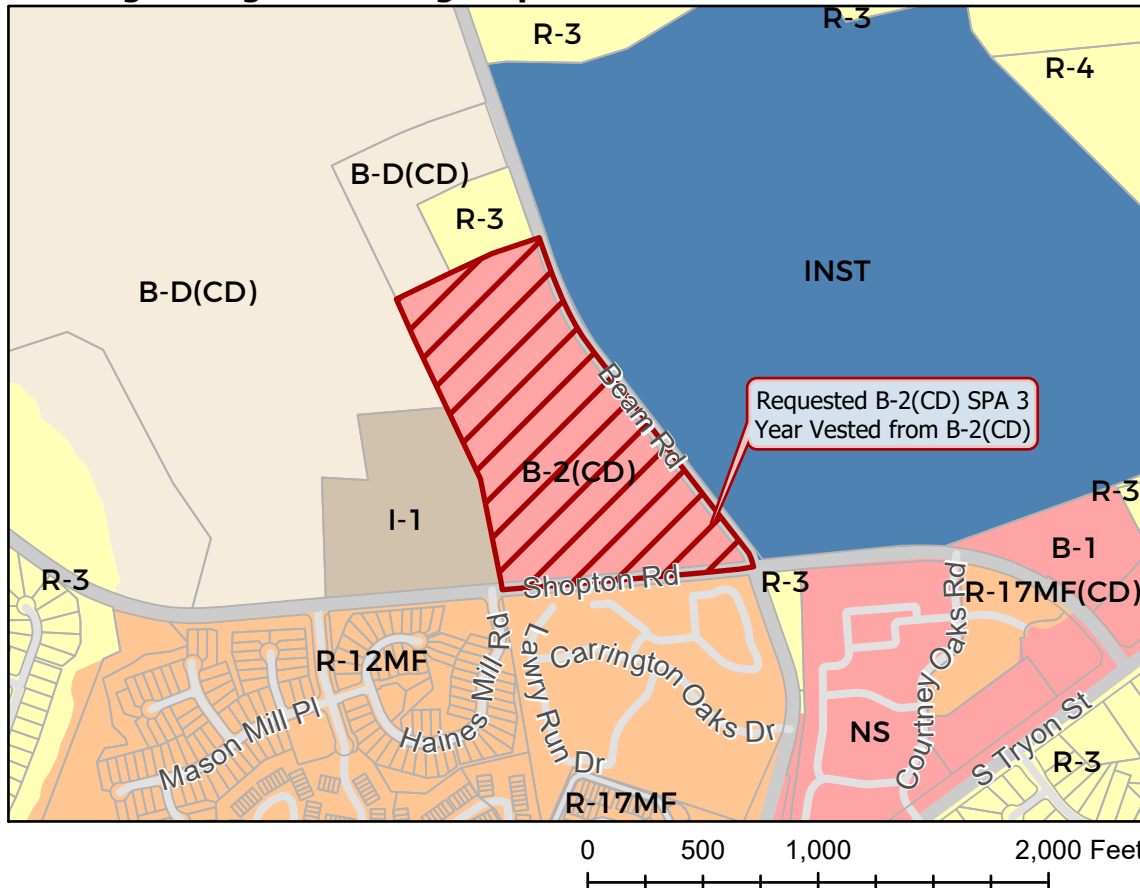 R-3
R-3
R-4
B-D(CD)
R-3
INST
B-D(CD)
Beam Rd
Requested B-2(CD) SPA 3
Year Vested from B-2(CD)
B-2(CD)
I-1
R-3
B-1
R-3
Shopton Rd
R-3
R-17MF(CD)
R-12MF
Lawry Run Dr
Carrington Oaks Dr
Haines Mill Rd
Mason Mill Pl
Courtney Oaks Rd
NS
S Tryon St
R-3
R-17MF
0 500 1,000 2,000 Feet